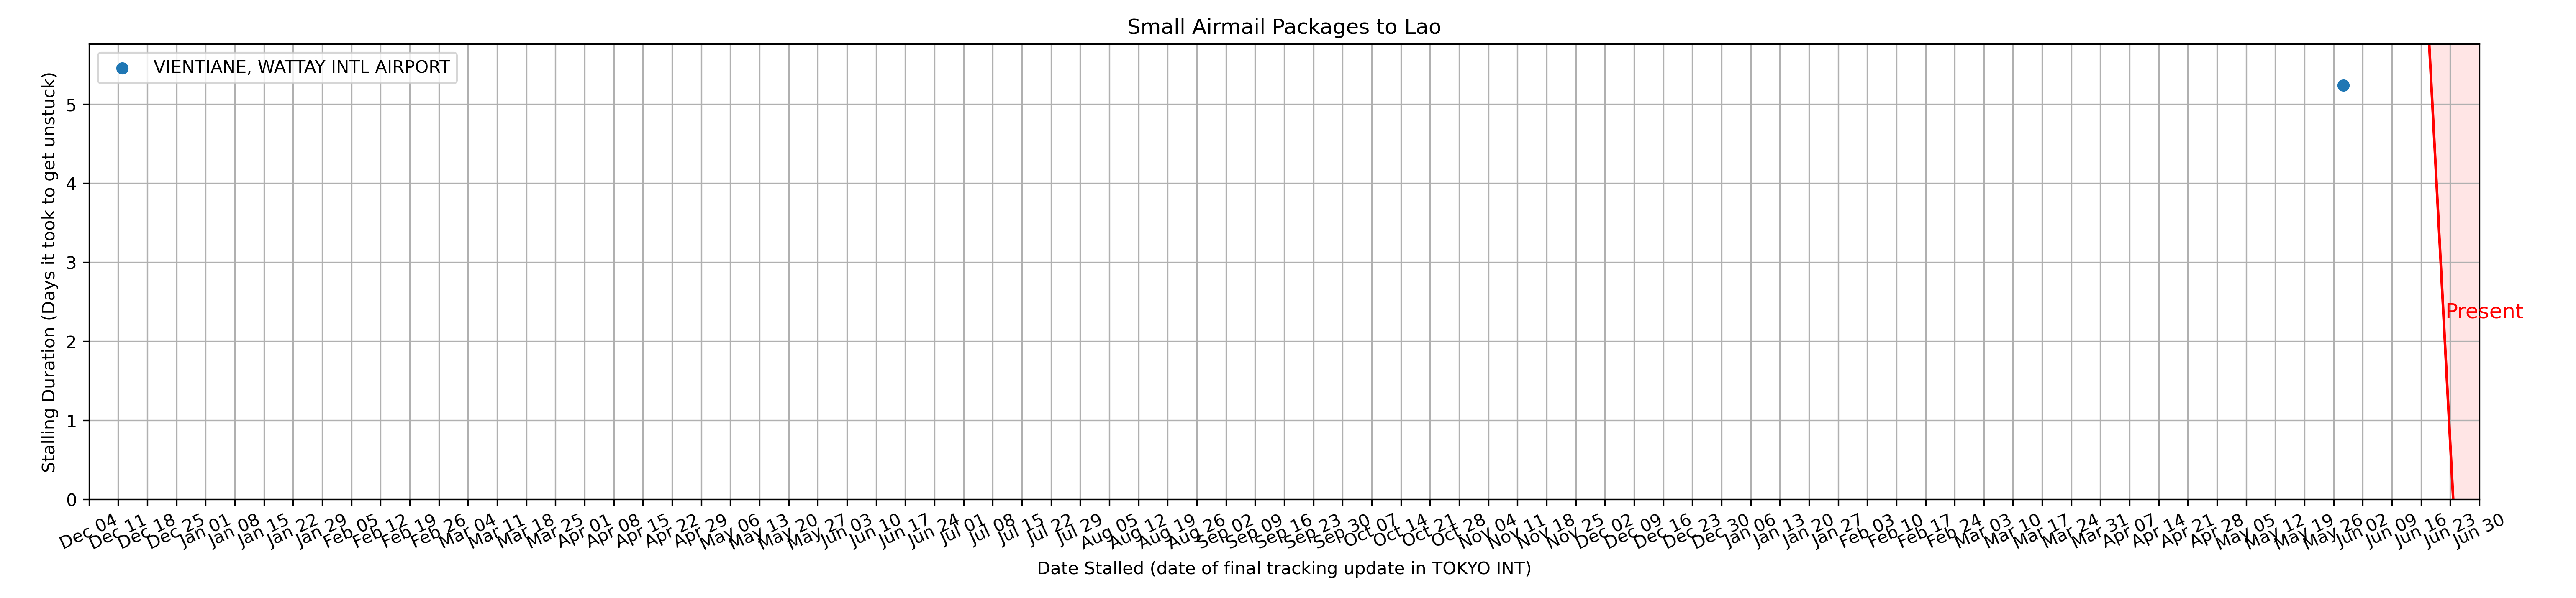 Small Airmail Packages to Lao
VIENTIANE, WATTAY INTL AIRPORT
Stalling Duration (Days it took to get unstuck)
5
4
3
2
1
0
Present
Dec 04 Dec 11 Dec 18 Dec 25 Jan 01 Jan 08 Jan 15 Jan 22 Jan 29 Feb 05 Feb 12 Feb 19 Feb 26 Mar 04 Mar 11 Mar 18 Mar 25 Apr 01 Apr 08 Apr 15 Apr 22 Apr 29 May 06 May 13 May 20 May 27 Jun 03 Jun 10 Jun 17 Jun 24 Jul 01 Jul 08 Jul 15 Jul 22 Jul 29 Aug 05 Aug 12 Aug 19 Aug 26 Sep 02 Sep 09 Sep 16 Sep 23 Sep 30 Oct 07 Oct 14 Oct 21 Oct 28 Nov 04 Nov 11 Nov 18 Nov 25 Dec 02 Dec 09 Dec 16 Dec 23 Dec 30 Jan 06 Jan 13 Jan 20 Jan 27 Feb 03 Feb 10 Feb 17 Feb 24 Mar 03 Mar 10 Mar 17 Mar 24 Mar 31 Apr 07 Apr 14 Apr 21 Apr 28 May 05 May 12 May 19 May 26 Jun 02 Jun 09 Jun 16 Jun 23 Jun 30
Date Stalled (date of final tracking update in TOKYO INT)